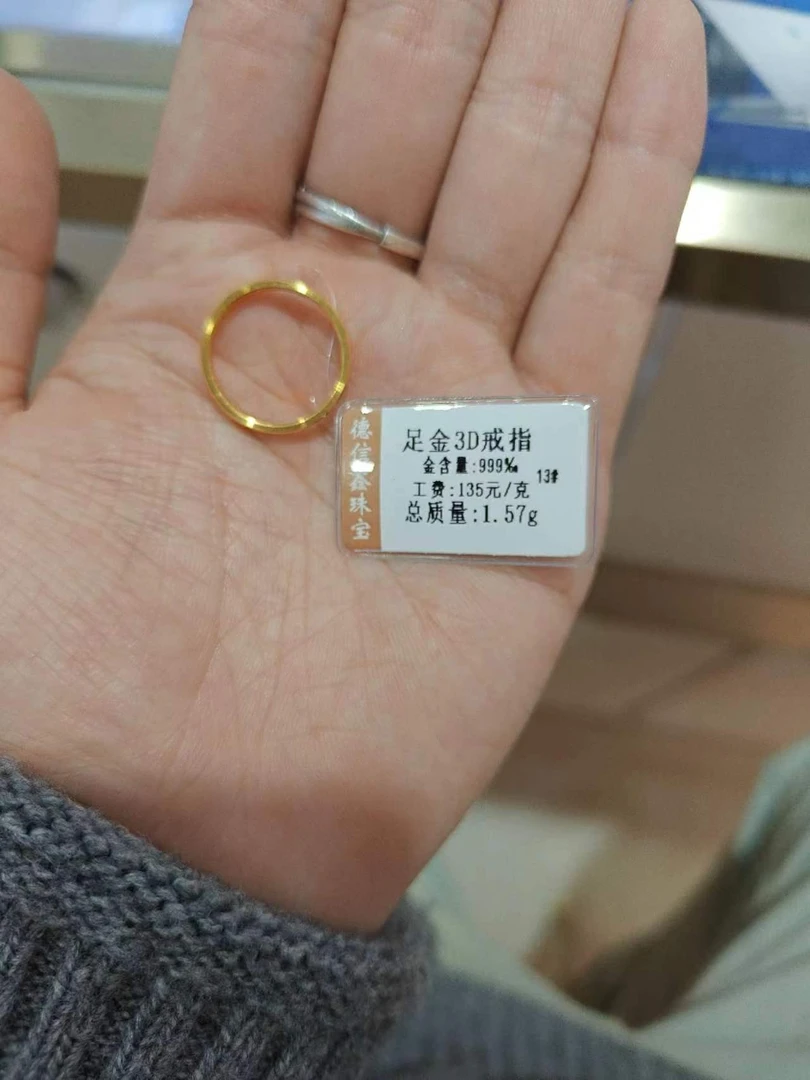 德信鑫珠宝
足金3D戒指
金含量:999‰
13#
工费:135元/克
总质量:1.57g